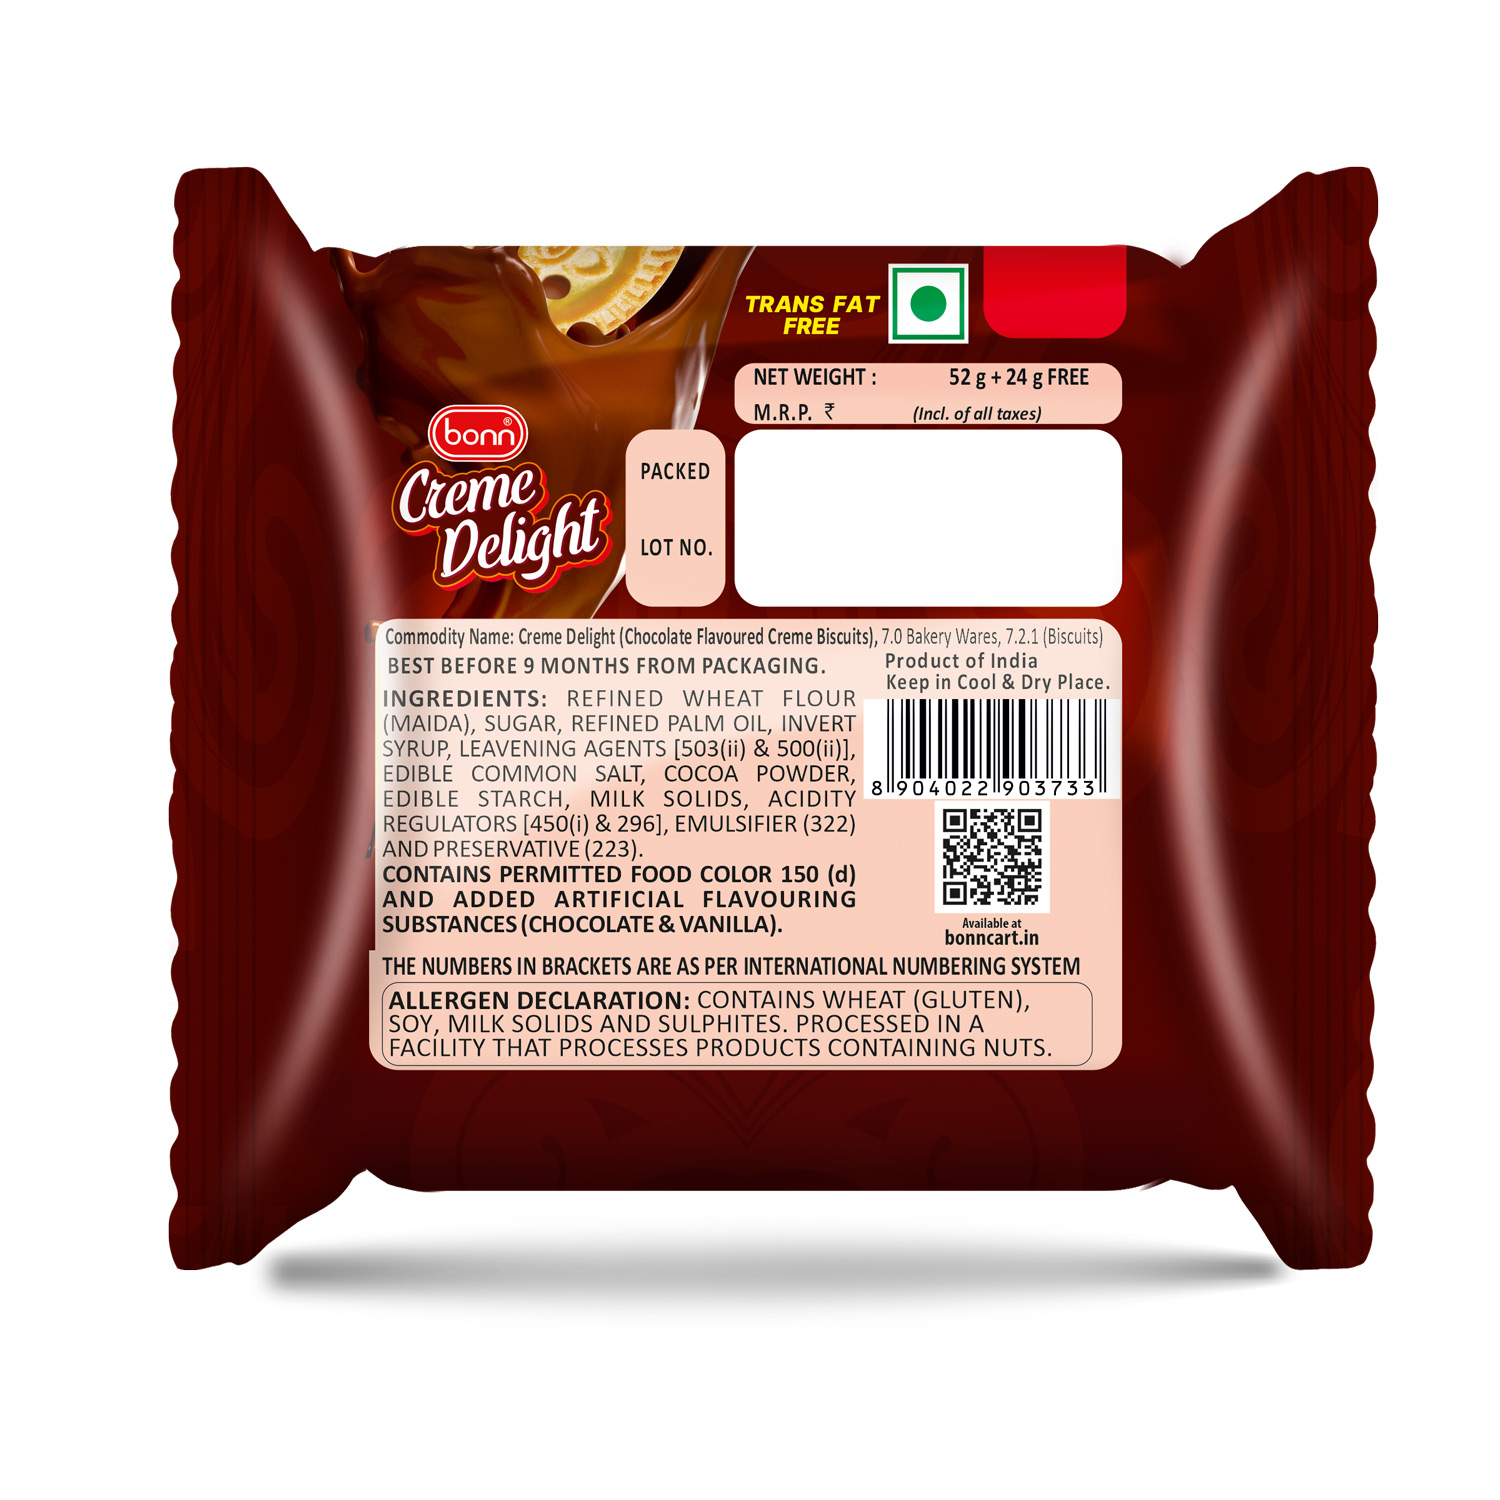 TRANS FAT
FREE
NET WEIGHT : 52 g + 24 g FREE
M.R.P. ₹ (Incl. of all taxes)
bonn®
Creme
Delight
PACKED
LOT NO.
Commodity Name: Creme Delight (Chocolate Flavoured Creme Biscuits), 7.0 Bakery Wares, 7.2.1 (Biscuits)
BEST BEFORE 9 MONTHS FROM PACKAGING.
Product of India
Keep in Cool & Dry Place.
INGREDIENTS: REFINED WHEAT FLOUR
(MAIDA), SUGAR, REFINED PALM OIL, INVERT
SYRUP, LEAVENING AGENTS [503(ii) & 500(ii)],
EDIBLE COMMON SALT, COCOA POWDER,
EDIBLE STARCH, MILK SOLIDS, ACIDITY
REGULATORS [450(i) & 296], EMULSIFIER (322)
AND PRESERVATIVE (223).
CONTAINS PERMITTED FOOD COLOR 150 (d)
AND ADDED ARTIFICIAL FLAVOURING
SUBSTANCES (CHOCOLATE & VANILLA).
8 904022 903733
Available at
bonncart.in
THE NUMBERS IN BRACKETS ARE AS PER INTERNATIONAL NUMBERING SYSTEM
ALLERGEN DECLARATION: CONTAINS WHEAT (GLUTEN),
SOY, MILK SOLIDS AND SULPHITES. PROCESSED IN A
FACILITY THAT PROCESSES PRODUCTS CONTAINING NUTS.